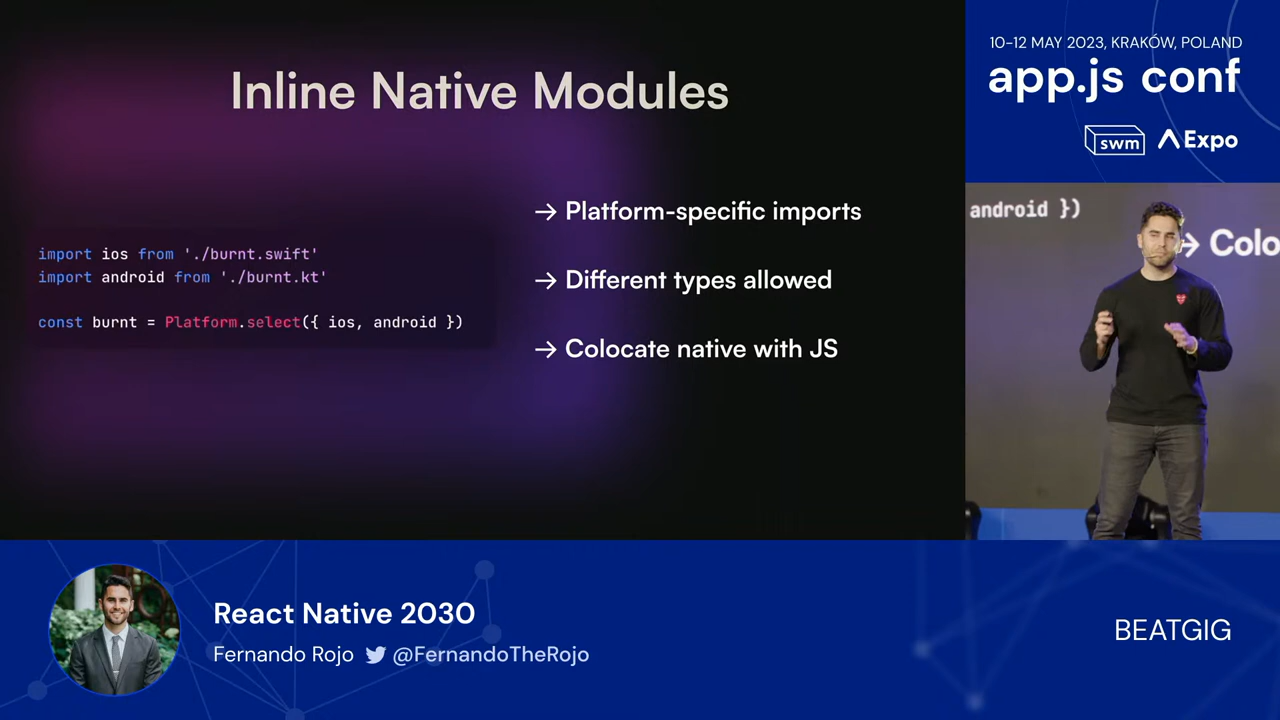 Inline Native Modules
import ios from './burnt.swift'
import android from './burnt.kt'
const burnt = Platform.select({ ios, android })
→ Platform-specific imports
→ Different types allowed
→ Colocate native with JS
10-12 MAY 2023, KRAKÓW, POLAND
app.js conf
swm Expo
android })
→ Colo
React Native 2030
Fernando Rojo @FernandoTheRojo
BEATGIG